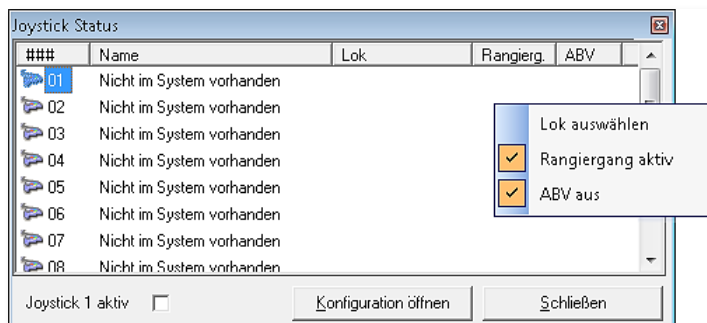 Joystick Status
### Name Lok Rangierg. ABV
01 Nicht im System vorhanden
02 Nicht im System vorhanden
03 Nicht im System vorhanden
04 Nicht im System vorhanden
05 Nicht im System vorhanden
06 Nicht im System vorhanden
07 Nicht im System vorhanden
08 Nicht im System vorhanden
Lok auswählen
Rangiergang aktiv
ABV aus
Joystick 1 aktiv Konfiguration öffnen Schließen